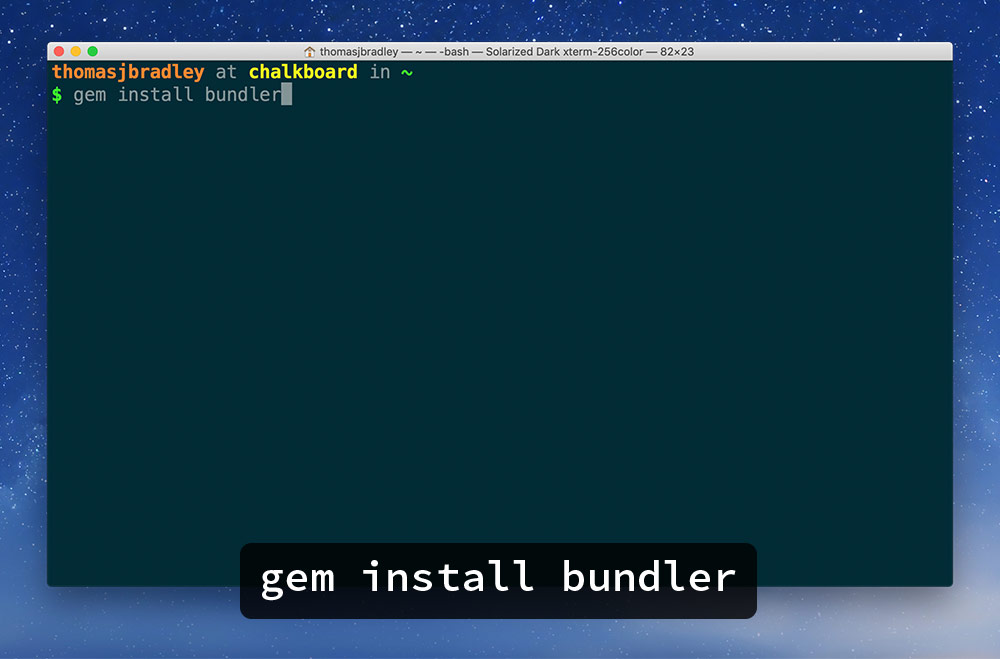 thomasjbradley — ~ — -bash — Solarized Dark xterm-256color — 82×23
thomasjbradley at chalkboard in ~
$ gem install bundler
gem install bundler